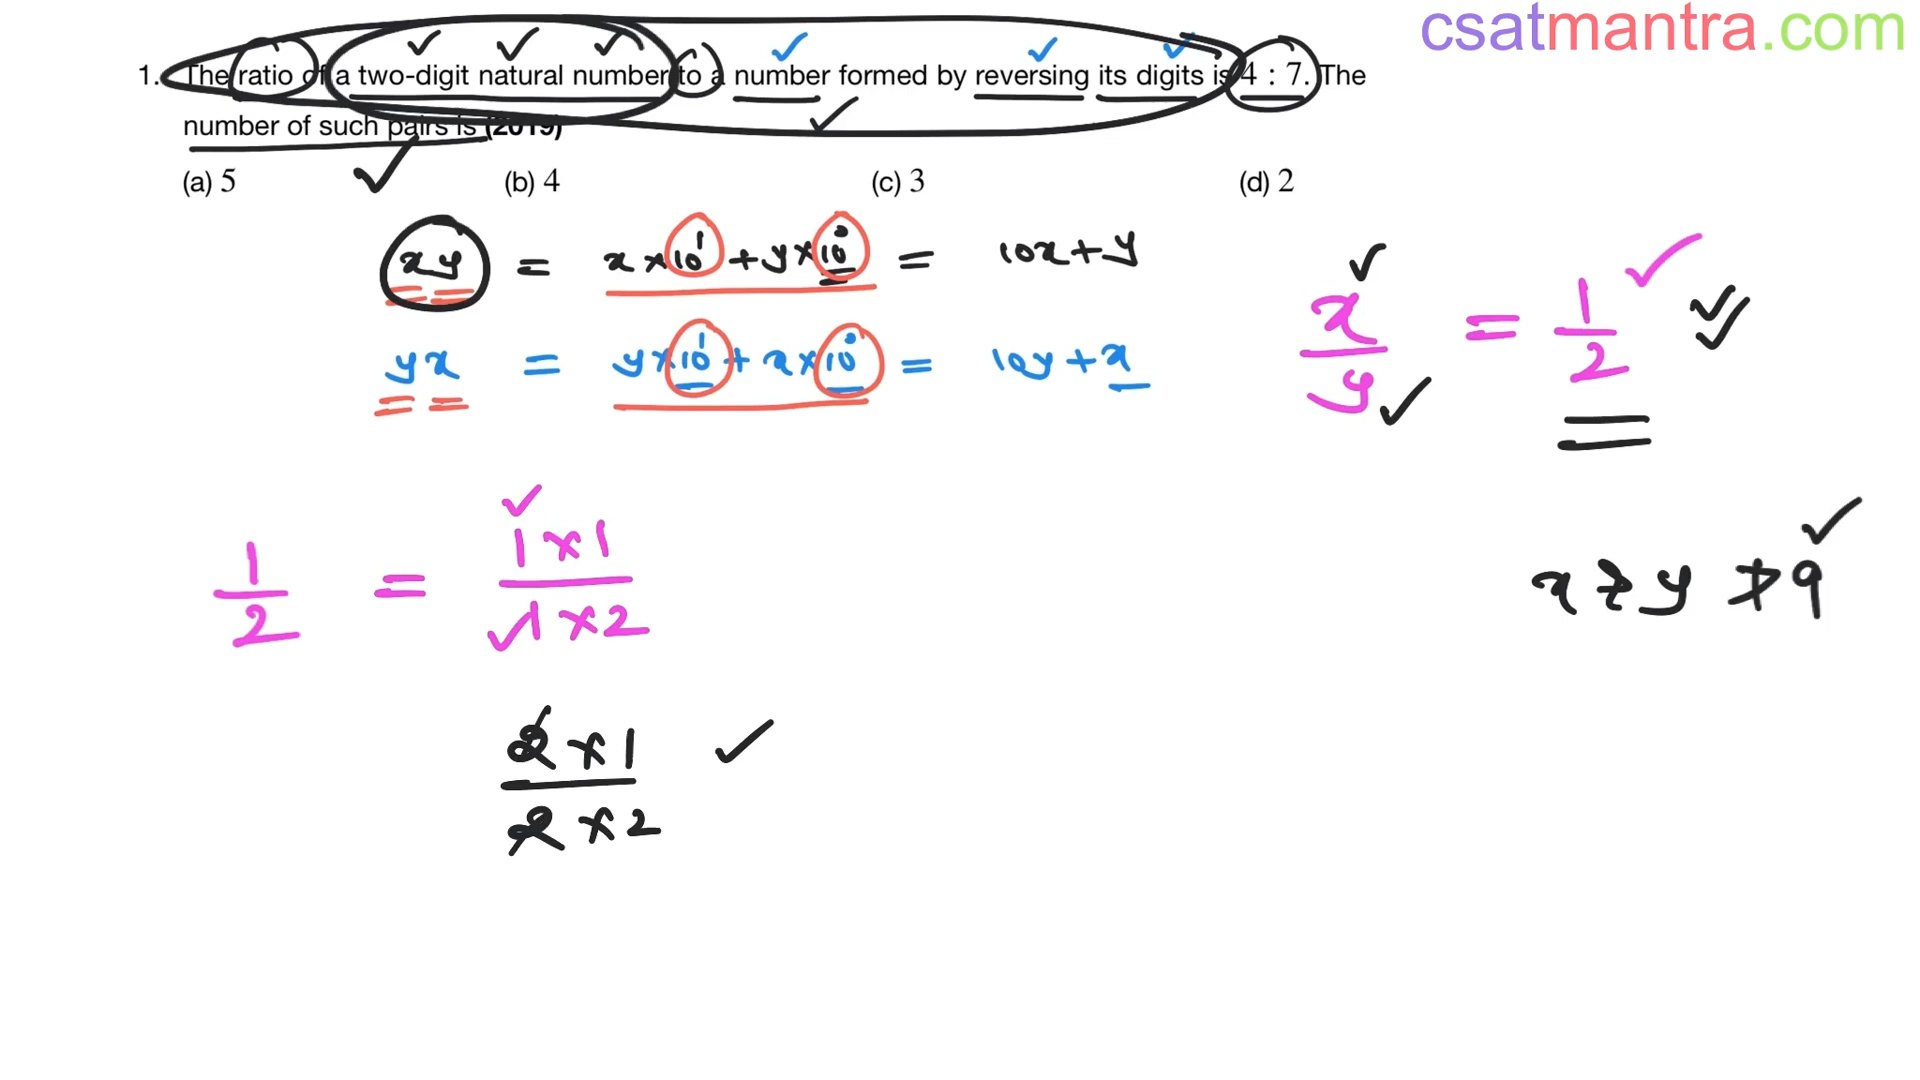 csatmantra.com
1. The ratio of a two-digit natural number to a number formed by reversing its digits is 4 : 7. The
number of such pairs is (2019)
(a) 5 (b) 4 (c) 3 (d) 2
xy = x×10¹ + y×10⁰ = 10x+y
yx = y×10¹ + x×10⁰ = 10y+x
x/y = 1/2
1/2 = 1×1/1×2
x ≯ y ≯ 9
2×1/2×2